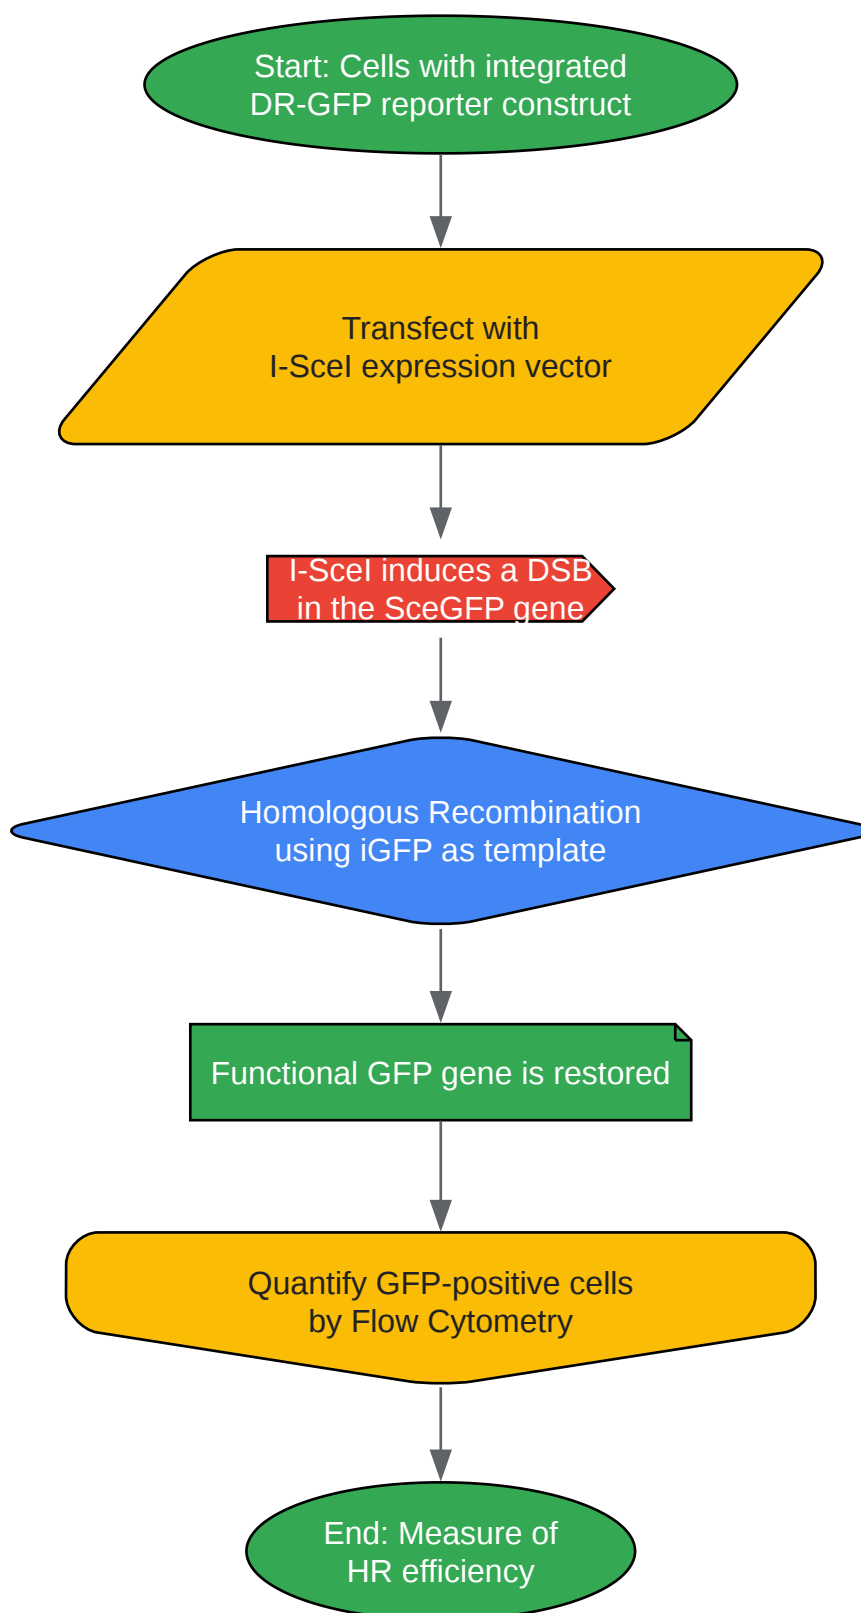 Start: Cells with integrated
DR-GFP reporter construct
Transfect with
I-SceI expression vector
I-SceI induces a DSB
in the SceGFP gene
Homologous Recombination
using iGFP as template
Functional GFP gene is restored
Quantify GFP-positive cells
by Flow Cytometry
End: Measure of
HR efficiency